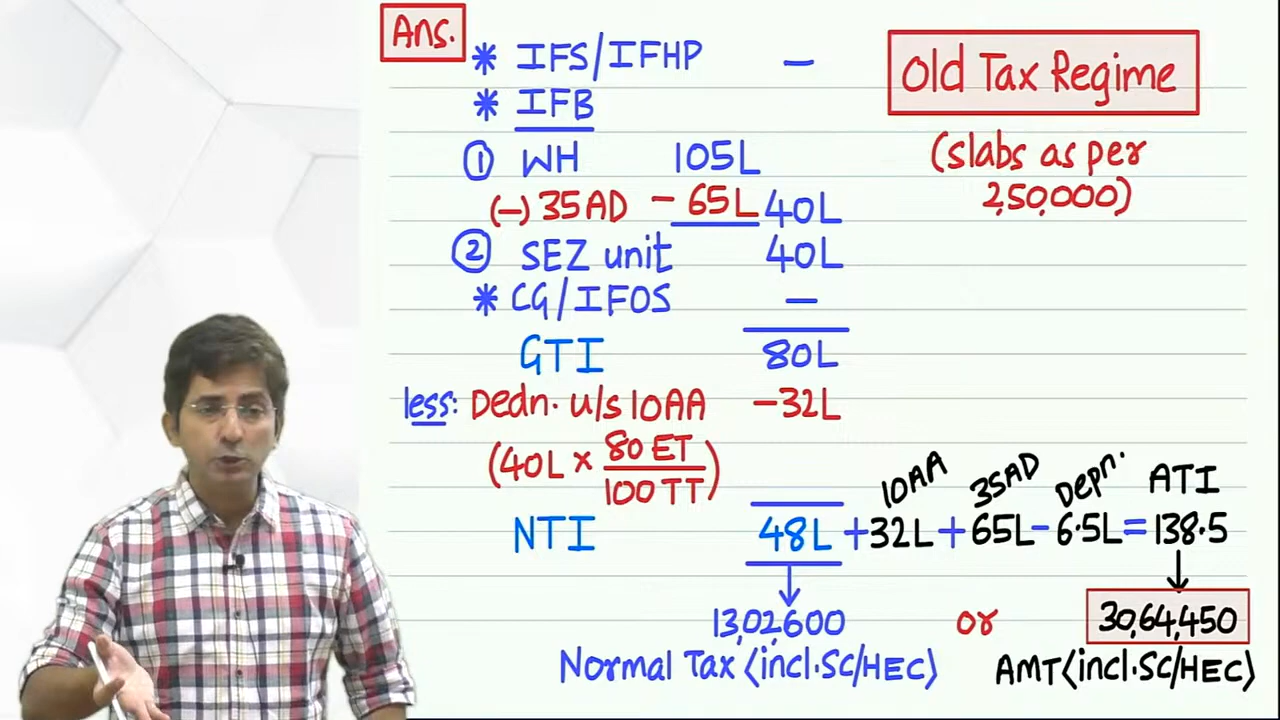 Ans.
* IFS/IFHP –
Old Tax Regime
(slabs as per
2,50,000)
* IFB
① WH 105L
(–) 35AD – 65L 40L
② SEZ unit 40L
* CG/IFOS –
GTI 80L
less: Dedn. u/s 10AA –32L
(40L × 80 ET / 100 TT)
10AA 35AD Depn. ATI
NTI 48L +32L +65L –6.5L =138.5
13,02,600 or 30,64,450
Normal Tax (incl.SC/HEC) AMT (incl.SC/HEC)